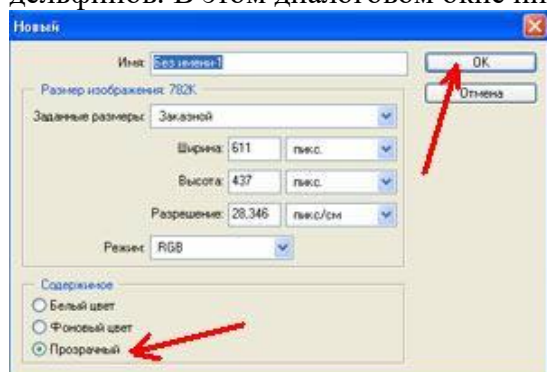 Новый
Имя: Без имени-1
OK
Размер изображения: 782K
Отмена
Заданные размеры: Заказной
Ширина: 611 пикс.
Высота: 437 пикс.
Разрешение: 28.346 пикс/см
Режим: RGB
Содержимое
Белый цвет
Фоновый цвет
Прозрачный